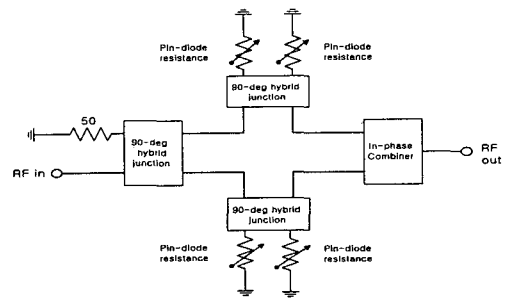 Pin-diode
resistance
Pin-diode
resistance
90-deg hybrid
junction
50
90-deg
hybrid
junction
RF in
In-phase
Combiner
RF
out
90-deg hybrid
junction
Pin-diode
resistance
Pin-diode
resistance